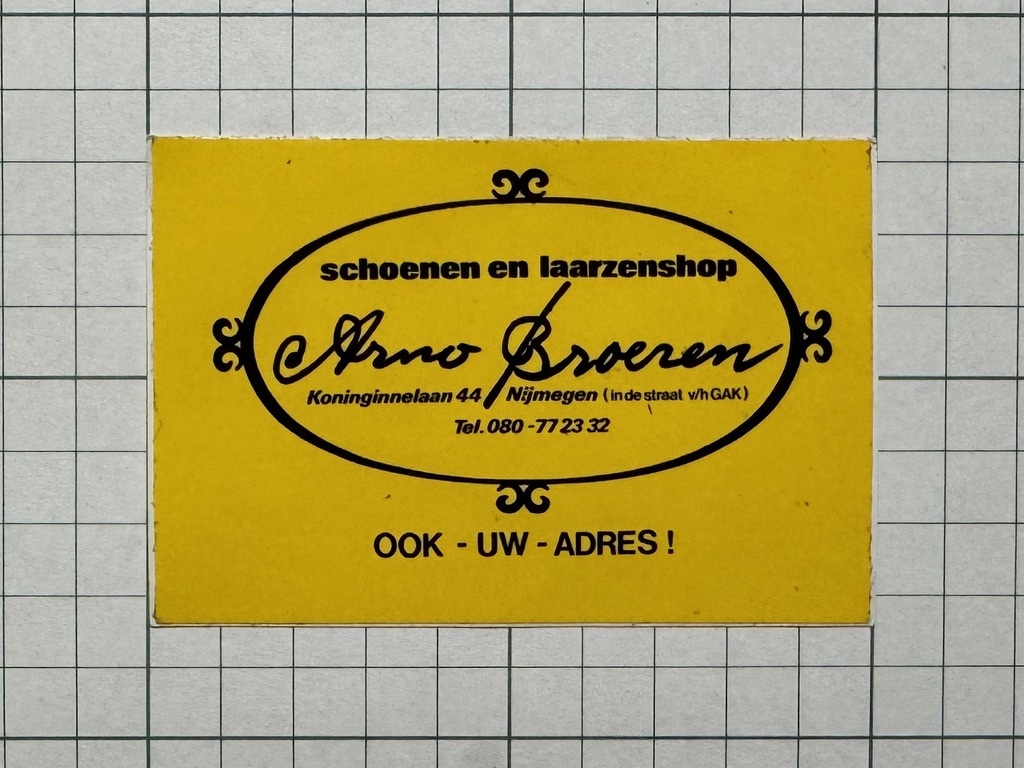 schoenen en laarzenshop
Arno Broeren
Koninginnelaan 44 Nijmegen (in de straat v/h GAK)
Tel. 080 - 77 23 32
OOK - UW - ADRES !